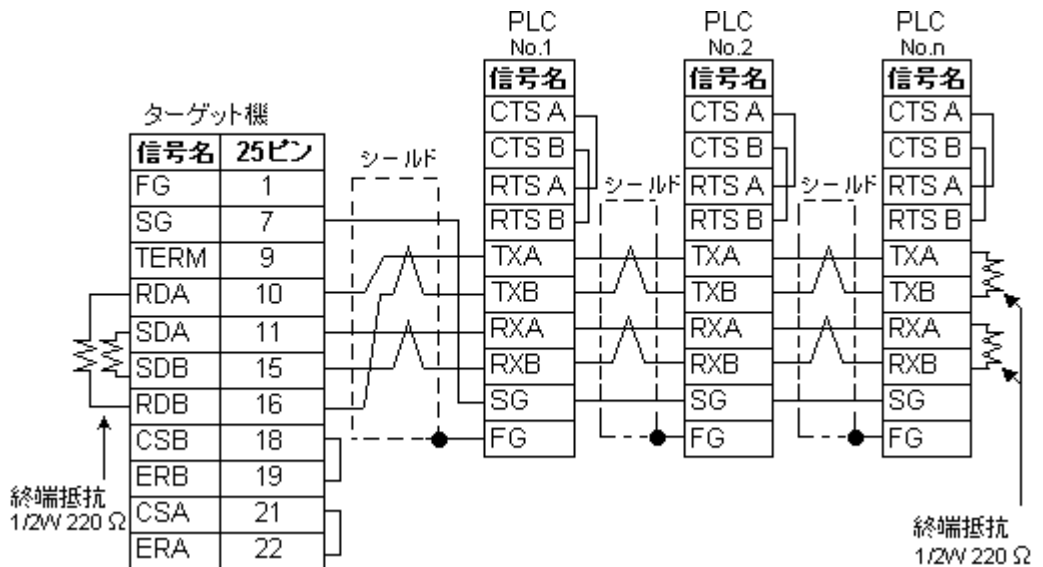 PLC
No.1
信号名
CTS A
CTS B
RTS A
RTS B
TXA
TXB
RXA
RXB
SG
FG
PLC
No.2
信号名
CTS A
CTS B
RTS A
RTS B
TXA
TXB
RXA
RXB
SG
FG
PLC
No.n
信号名
CTS A
CTS B
RTS A
RTS B
TXA
TXB
RXA
RXB
SG
FG
ターゲット機
信号名 25ピン
FG 1
SG 7
TERM 9
RDA 10
SDA 11
SDB 15
RDB 16
CSB 18
ERB 19
CSA 21
ERA 22
シールド
シールド
シールド
終端抵抗
1/2W 220 Ω
終端抵抗
1/2W 220 Ω